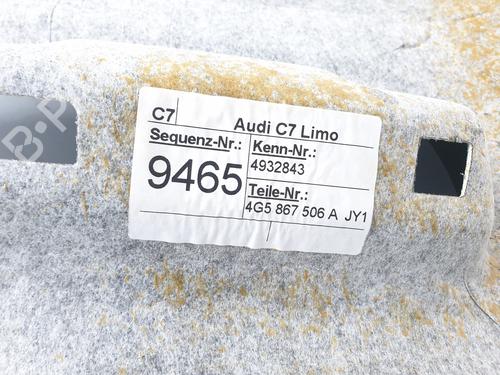 C7 Audi C7 Limo
Sequenz-Nr.: Kenn-Nr.:
9465 4932843
Teile-Nr.:
4G5 867 506 A JY1
B-P